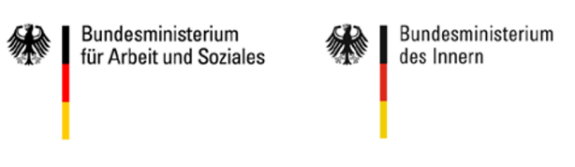 Bundesministerium
für Arbeit und Soziales
Bundesministerium
des Innern